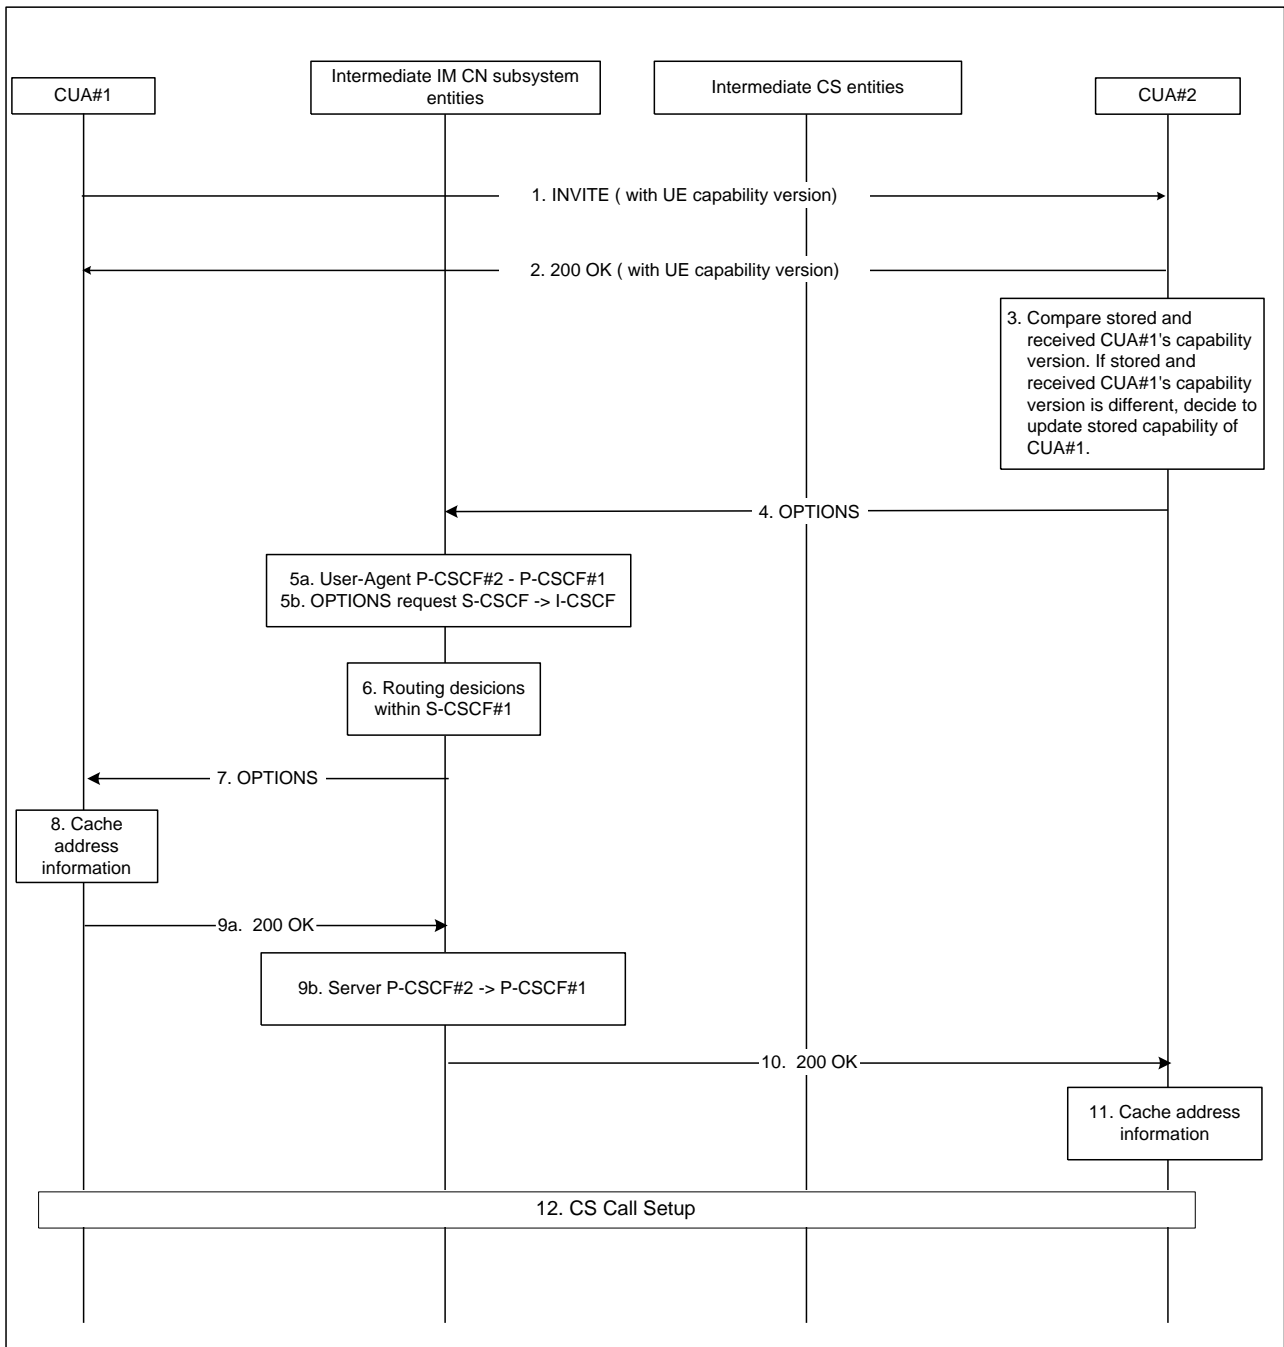 CUA#1
Intermediate IM CN subsystem
entities
Intermediate CS entities
CUA#2
1. INVITE ( with UE capability version)
2. 200 OK ( with UE capability version)
3. Compare stored and
received CUA#1's capability
version. If stored and
received CUA#1's capability
version is different, decide to
update stored capability of
CUA#1.
4. OPTIONS
5a. User-Agent P-CSCF#2 - P-CSCF#1
5b. OPTIONS request S-CSCF -> I-CSCF
6. Routing desicions
within S-CSCF#1
7. OPTIONS
8. Cache
address
information
9a. 200 OK
9b. Server P-CSCF#2 -> P-CSCF#1
10. 200 OK
11. Cache address
information
12. CS Call Setup